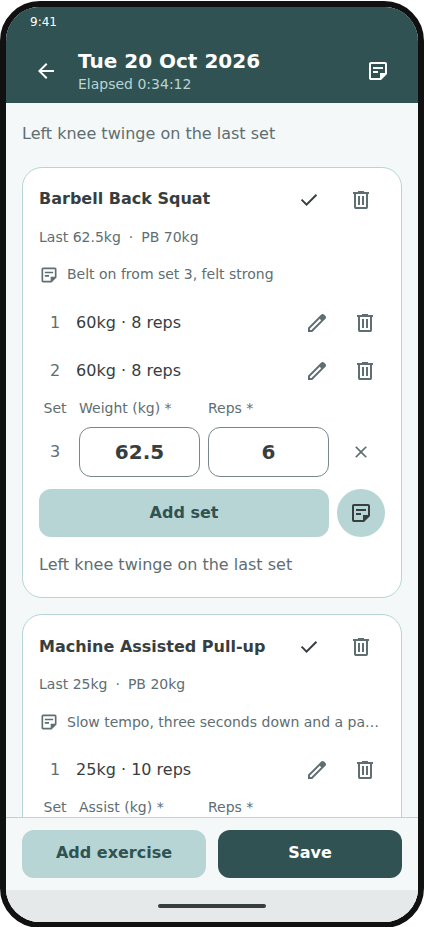 9:41
Tue 20 Oct 2026
Elapsed 0:34:12
Left knee twinge on the last set
Barbell Back Squat
Last 62.5kg · PB 70kg
Belt on from set 3, felt strong
1 60kg · 8 reps
2 60kg · 8 reps
Set Weight (kg) * Reps *
3 62.5 6
Add set
Left knee twinge on the last set
Machine Assisted Pull-up
Last 25kg · PB 20kg
Slow tempo, three seconds down and a pa…
1 25kg · 10 reps
Set Assist (kg) * Reps *
Add exercise Save